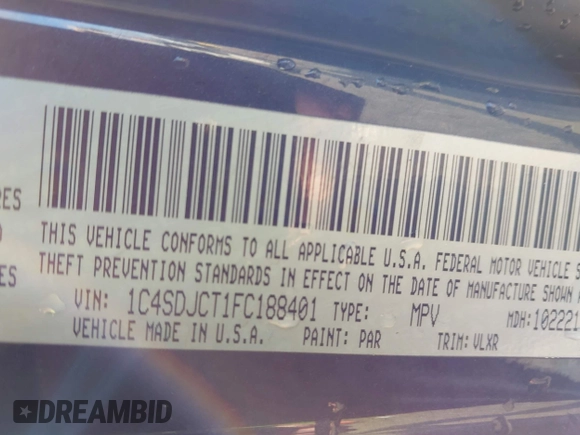 RES
THIS VEHICLE CONFORMS TO ALL APPLICABLE U.S.A. FEDERAL MOTOR VEHICLE
THEFT PREVENTION STANDARDS IN EFFECT ON THE DATE OF MANUFACTURE SHOWN
ES
VIN: 1C4SDJCT1FC188401 TYPE: MPV MDH:102221
VEHICLE MADE IN U.S.A. PAINT: PAR TRIM: VLXR
DREAMBID